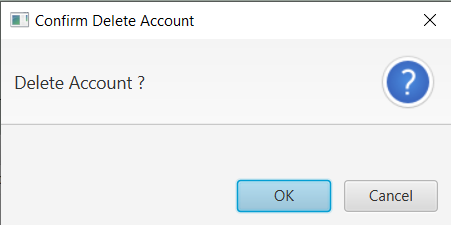 Confirm Delete Account
Delete Account ?
?
OK
Cancel